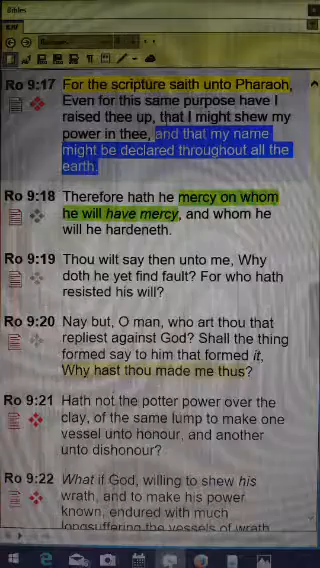 Bibles
KJV
Ro 9:17 For the scripture saith unto Pharaoh,
Even for this same purpose have I
raised thee up, that I might shew my
power in thee, and that my name
might be declared throughout all the
earth.
Ro 9:18 Therefore hath he mercy on whom
he will have mercy, and whom he
will he hardeneth.
Ro 9:19 Thou wilt say then unto me, Why
doth he yet find fault? For who hath
resisted his will?
Ro 9:20 Nay but, O man, who art thou that
repliest against God? Shall the thing
formed say to him that formed it,
Why hast thou made me thus?
Ro 9:21 Hath not the potter power over the
clay, of the same lump to make one
vessel unto honour, and another
unto dishonour?
Ro 9:22 What if God, willing to shew his
wrath, and to make his power
known, endured with much
longsuffering the vessels of wrath